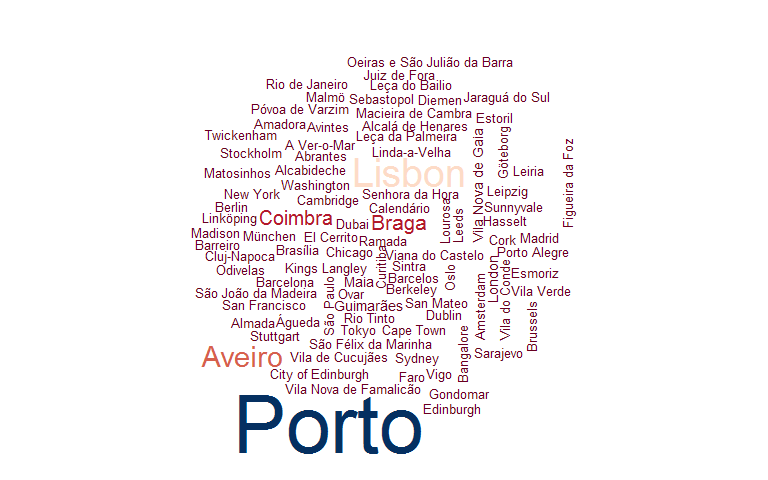 Oeiras e São Julião da Barra
Juiz de Fora
Rio de Janeiro
Leça do Bailio
Malmö
Sebastopol
Diemen
Jaraguá do Sul
Póvoa de Varzim
Macieira de Cambra
Estoril
Amadora
Avintes
Alcalá de Henares
Twickenham
Leça da Palmeira
A Ver-o-Mar
Stockholm
Abrantes
Linda-a-Velha
Vila Nova de Gaia
Göteborg
Figueira da Foz
Matosinhos
Alcabideche
Lisbon
Leiria
Washington
New York
Cambridge
Senhora da Hora
Leipzig
Berlin
Calendário
Sunnyvale
Linköping
Coimbra
Dubai
Braga
Lourosa
Leeds
Hasselt
Madison
München
El Cerrito
Ramada
Cork
Madrid
Barreiro
Brasília
Chicago
Curitiba
Viana do Castelo
Porto Alegre
Cluj-Napoca
Odivelas
Kings Langley
Sintra
Oslo
London
Vila do Conde
Esmoriz
Barcelona
Maia
Barcelos
Berkeley
São João da Madeira
São Paulo
Ovar
Amsterdam
Vila Verde
San Francisco
Guimarães
San Mateo
Rio Tinto
Dublin
Brussels
Almada
Águeda
Tokyo
Cape Town
Bangalore
Stuttgart
São Félix da Marinha
Aveiro
Vila de Cucujães
Sydney
Sarajevo
City of Edinburgh
Faro
Vigo
Vila Nova de Famalicão
Gondomar
Porto
Edinburgh